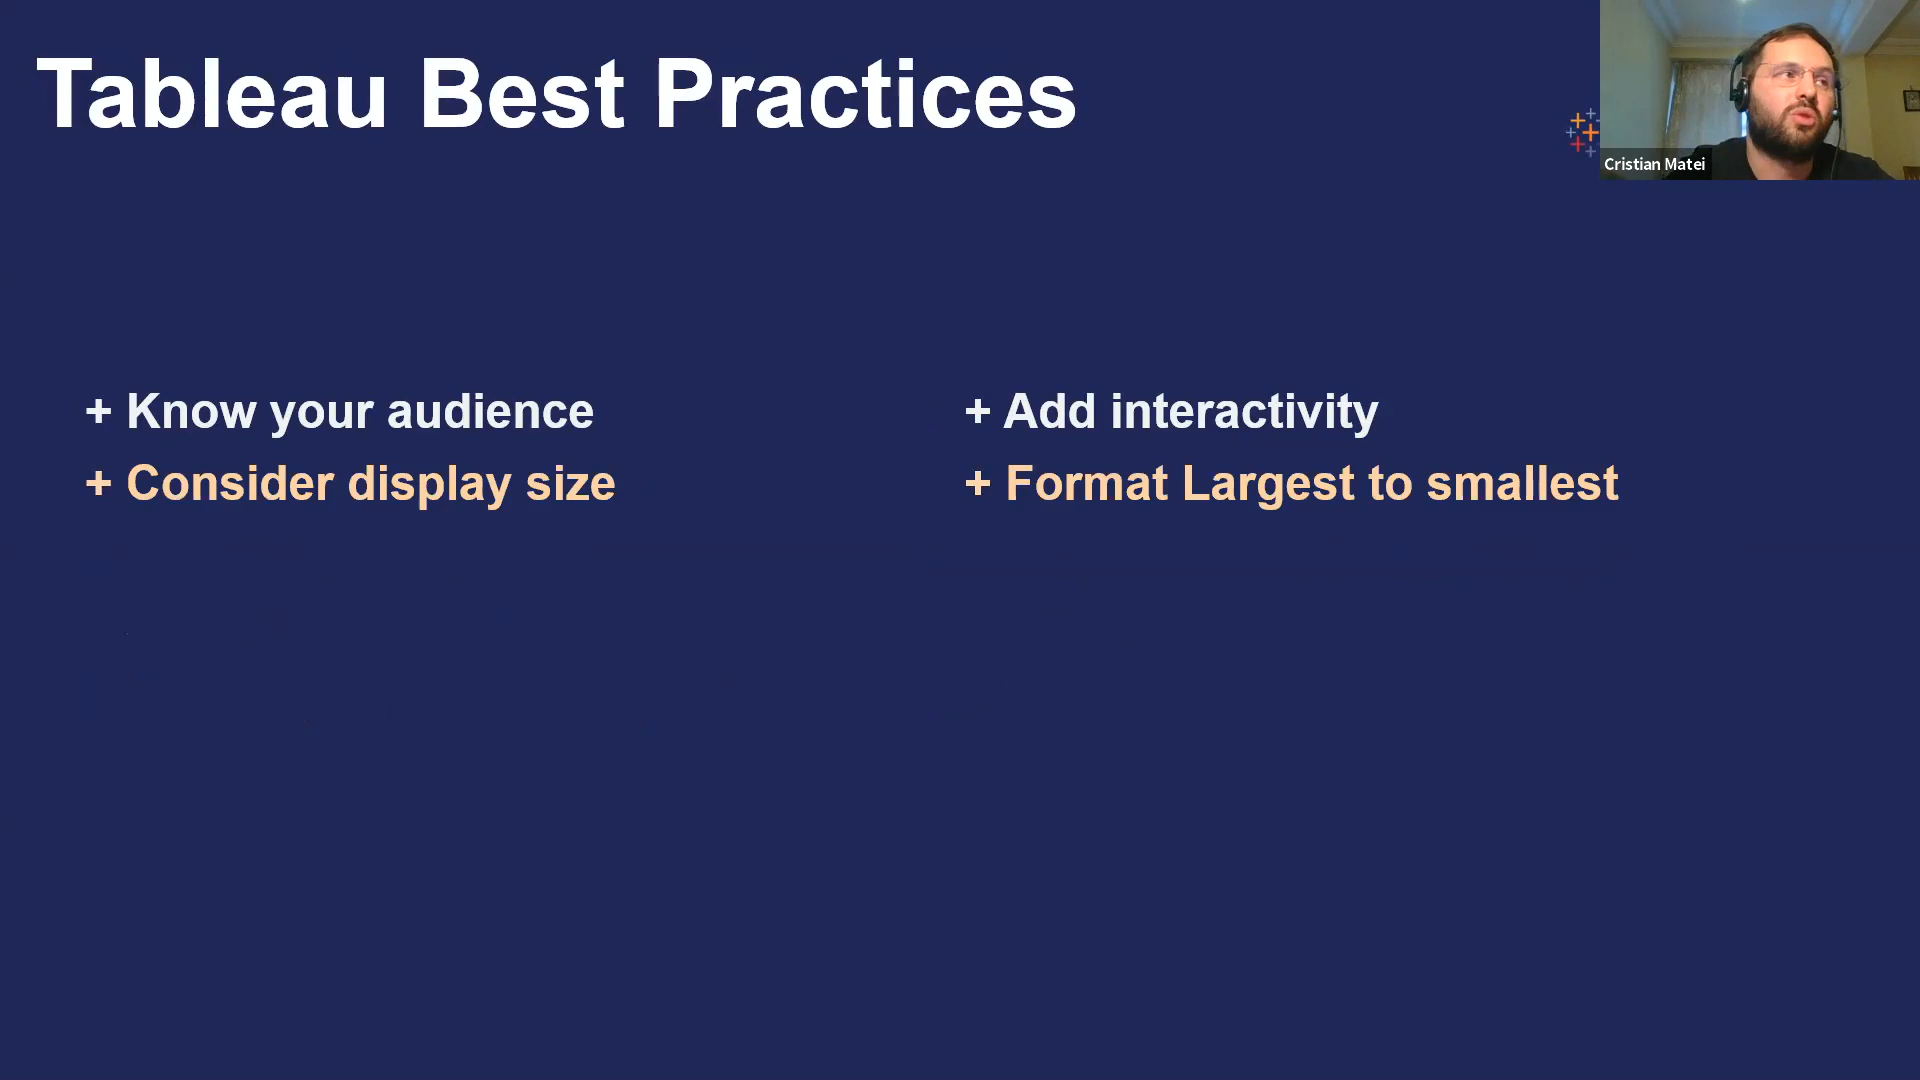 Tableau Best Practices
Cristian Matei
+ Know your audience
+ Consider display size
+ Add interactivity
+ Format Largest to smallest